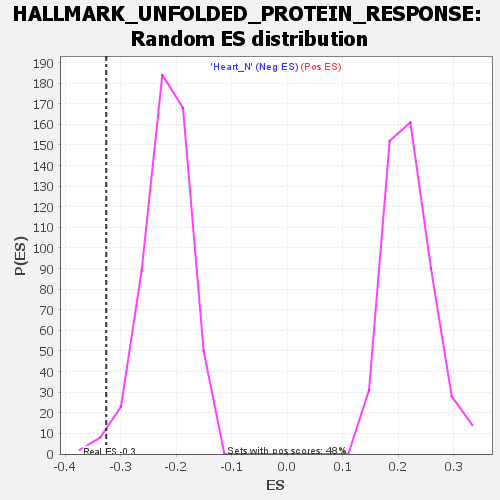 HALLMARK_UNFOLDED_PROTEIN_RESPONSE:
Random ES distribution
'Heart_N' (Neg ES) (Pos ES)
190
180
170
160
150
140
130
120
110
100
90
80
70
60
50
40
30
20
10
0
P(ES)
Real ES -0.3
Sets with pos scores: 48%
-0.4 -0.3 -0.2 -0.1 0.0 0.1 0.2 0.3
ES